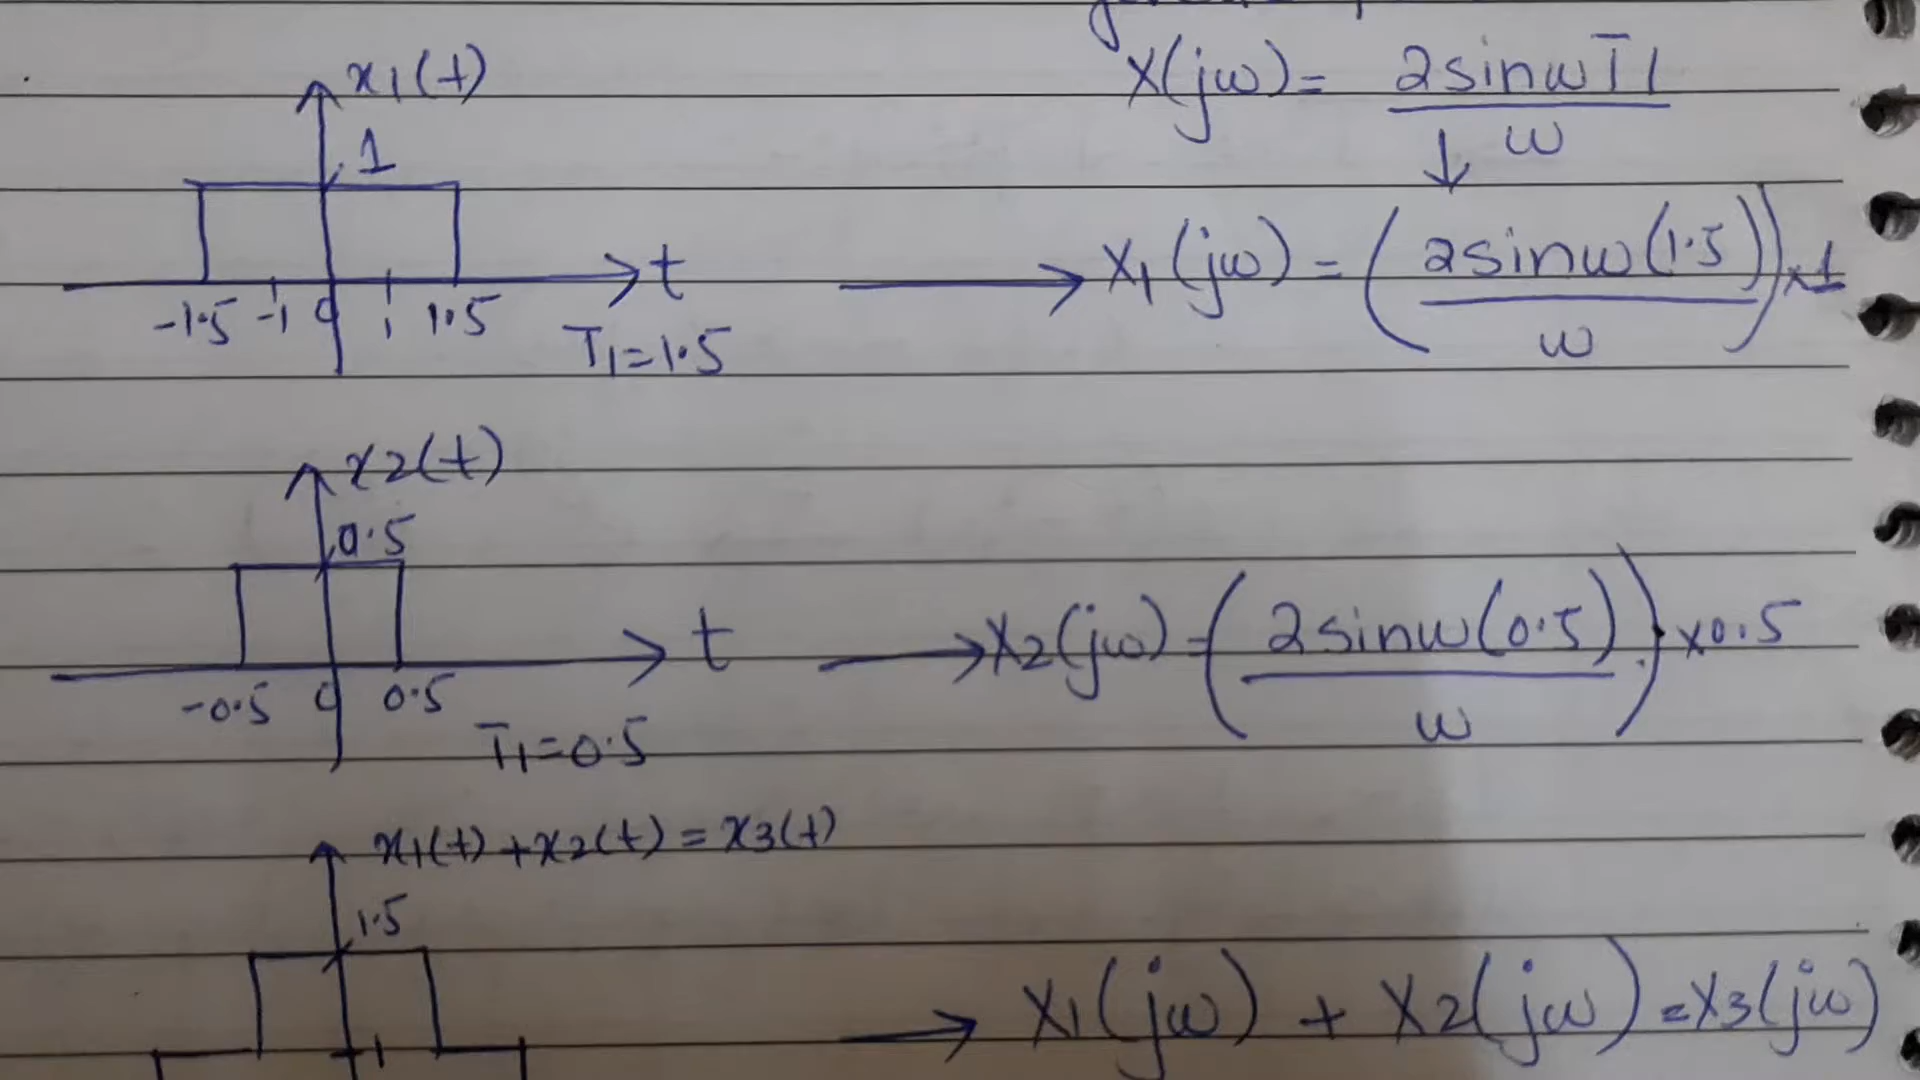 X(jω) = 2sinωT1 / ω
x1(t)
1
-1.5 -1 0 1 1.5
t
T1=1.5
X1(jω) = (2sinω(1.5) / ω) x1
x2(t)
0.5
-0.5 0 0.5
t
T1=0.5
X2(jω) = (2sinω(0.5) / ω) x0.5
x1(t) + x2(t) = x3(t)
1.5
1
X1(jω) + X2(jω) = X3(jω)